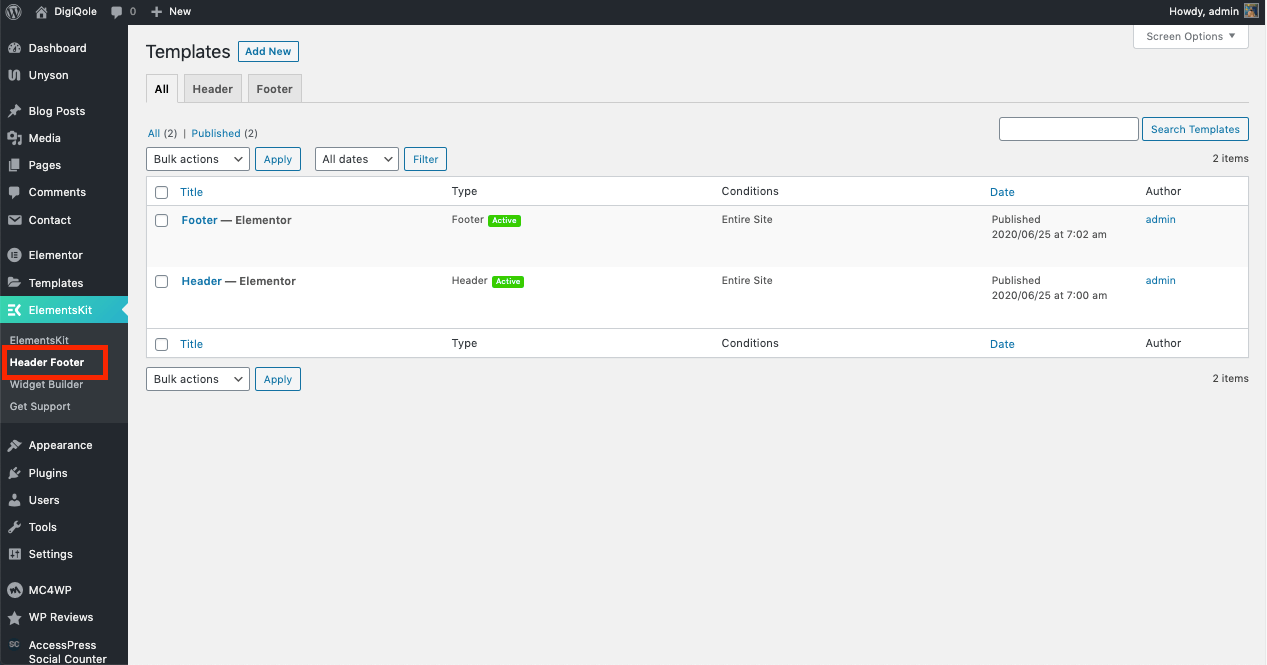 DigiQole 0 New Howdy, admin
Screen Options ▼
Dashboard
Unyson
Blog Posts
Media
Pages
Comments
Contact
Elementor
Templates
ElementsKit
ElementsKit
Header Footer
Widget Builder
Get Support
Appearance
Plugins
Users
Tools
Settings
MC4WP
WP Reviews
SC AccessPress
Social Counter
Templates Add New
All Header Footer
All (2) | Published (2)
Search Templates
Bulk actions Apply All dates Filter 2 items
Title Type Conditions Date Author
Footer — Elementor Footer Active Entire Site Published admin
2020/06/25 at 7:02 am
Header — Elementor Header Active Entire Site Published admin
2020/06/25 at 7:00 am
Title Type Conditions Date Author
Bulk actions Apply 2 items